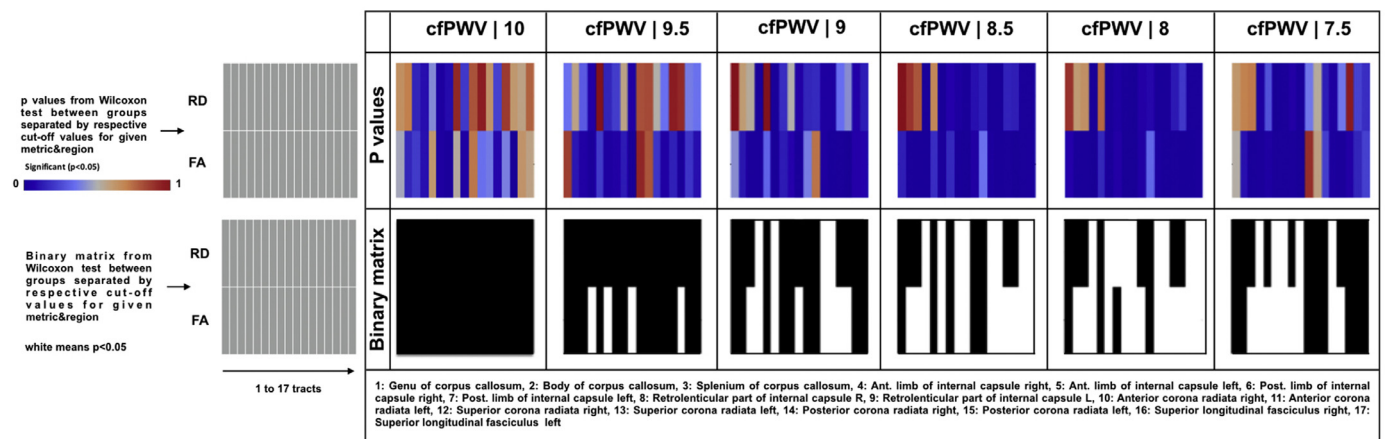 cfPWV | 10
cfPWV | 9.5
cfPWV | 9
cfPWV | 8.5
cfPWV | 8
cfPWV | 7.5
p values from Wilcoxon
test between groups
separated by respective
cut-off values for given
metric&region
Significant (p<0.05)
0
1
RD
FA
P values
Binary matrix from
Wilcoxon test between
groups separated by
respective cut-off
values for given
metric&region
white means p<0.05
RD
FA
Binary matrix
1 to 17 tracts
1: Genu of corpus callosum, 2: Body of corpus callosum, 3: Splenium of corpus callosum, 4: Ant. limb of internal capsule right, 5: Ant. limb of internal capsule left, 6: Post. limb of internal
capsule right, 7: Post. limb of internal capsule left, 8: Retrolenticular part of internal capsule R, 9: Retrolenticular part of internal capsule L, 10: Anterior corona radiata right, 11: Anterior corona
radiata left, 12: Superior corona radiata right, 13: Superior corona radiata left, 14: Posterior corona radiata right, 15: Posterior corona radiata left, 16: Superior longitudinal fasciculus right, 17:
Superior longitudinal fasciculus left